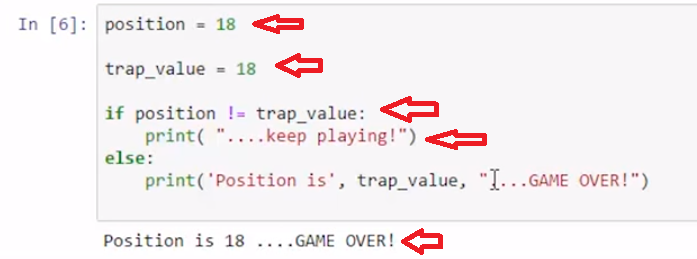 In [6]:
position = 18
trap_value = 18
if position != trap_value:
    print( "....keep playing!")
else:
    print('Position is', trap_value, "....GAME OVER!")
Position is 18 ....GAME OVER!